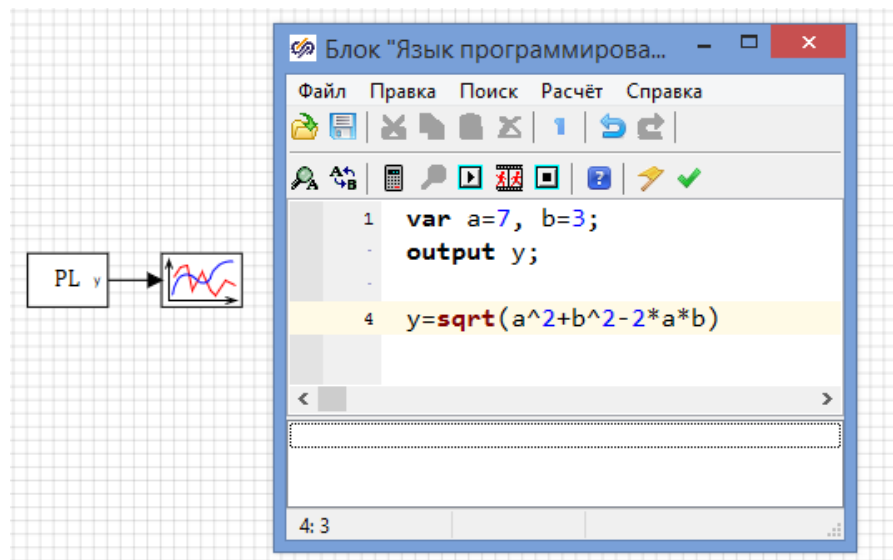 Блок "Язык программирова...
Файл Правка Поиск Расчёт Справка
A A B 1 ?
1 var a=7, b=3;
- output y;
-
4 y=sqrt(a^2+b^2-2*a*b)
PL y
4: 3